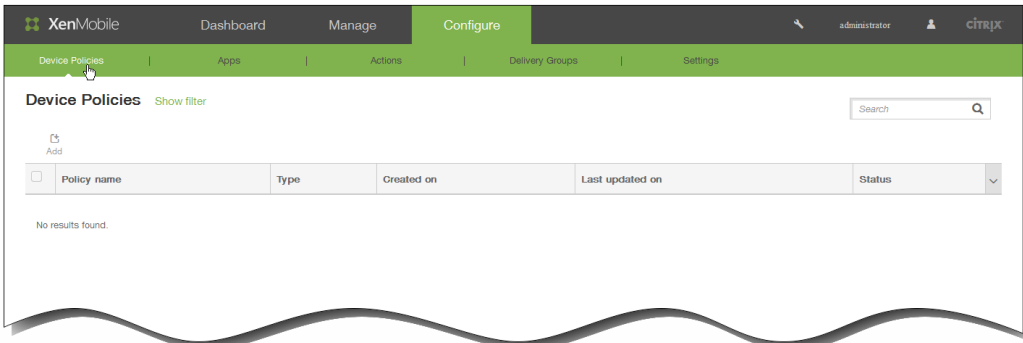 XenMobile Dashboard Manage Configure administrator CITRIX
Device Policies | Apps | Actions | Delivery Groups | Settings
Device Policies Show filter
Search
Add
Policy name Type Created on Last updated on Status
No results found.